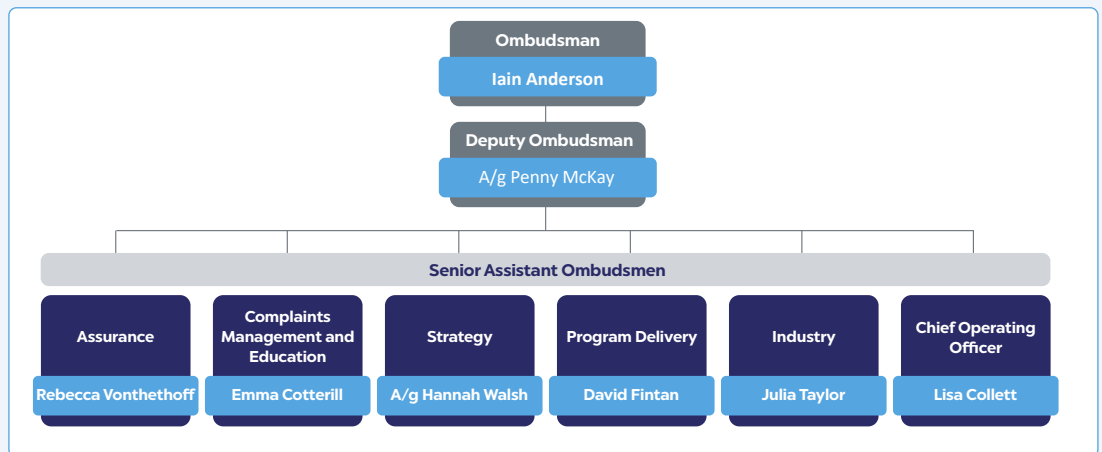 Ombudsman
Iain Anderson
Deputy Ombudsman
A/g Penny McKay
Senior Assistant Ombudsmen
Assurance
Rebecca Vonthethoff
Complaints
Management and
Education
Emma Cotterill
Strategy
A/g Hannah Walsh
Program Delivery
David Fintan
Industry
Julia Taylor
Chief Operating
Officer
Lisa Collett